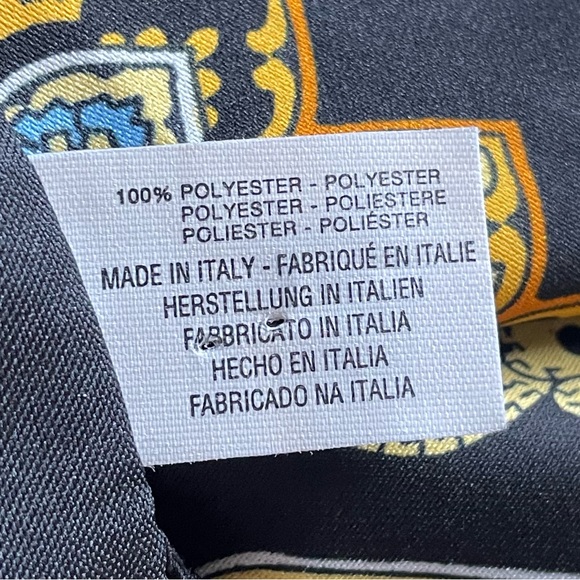 100% POLYESTER - POLYESTER
POLYESTER - POLIESTERE
POLIESTER - POLIÉSTER
MADE IN ITALY - FABRIQUÉ EN ITALIE
HERSTELLUNG IN ITALIEN
FABBRICATO IN ITALIA
HECHO EN ITALIA
FABRICADO NA ITALIA